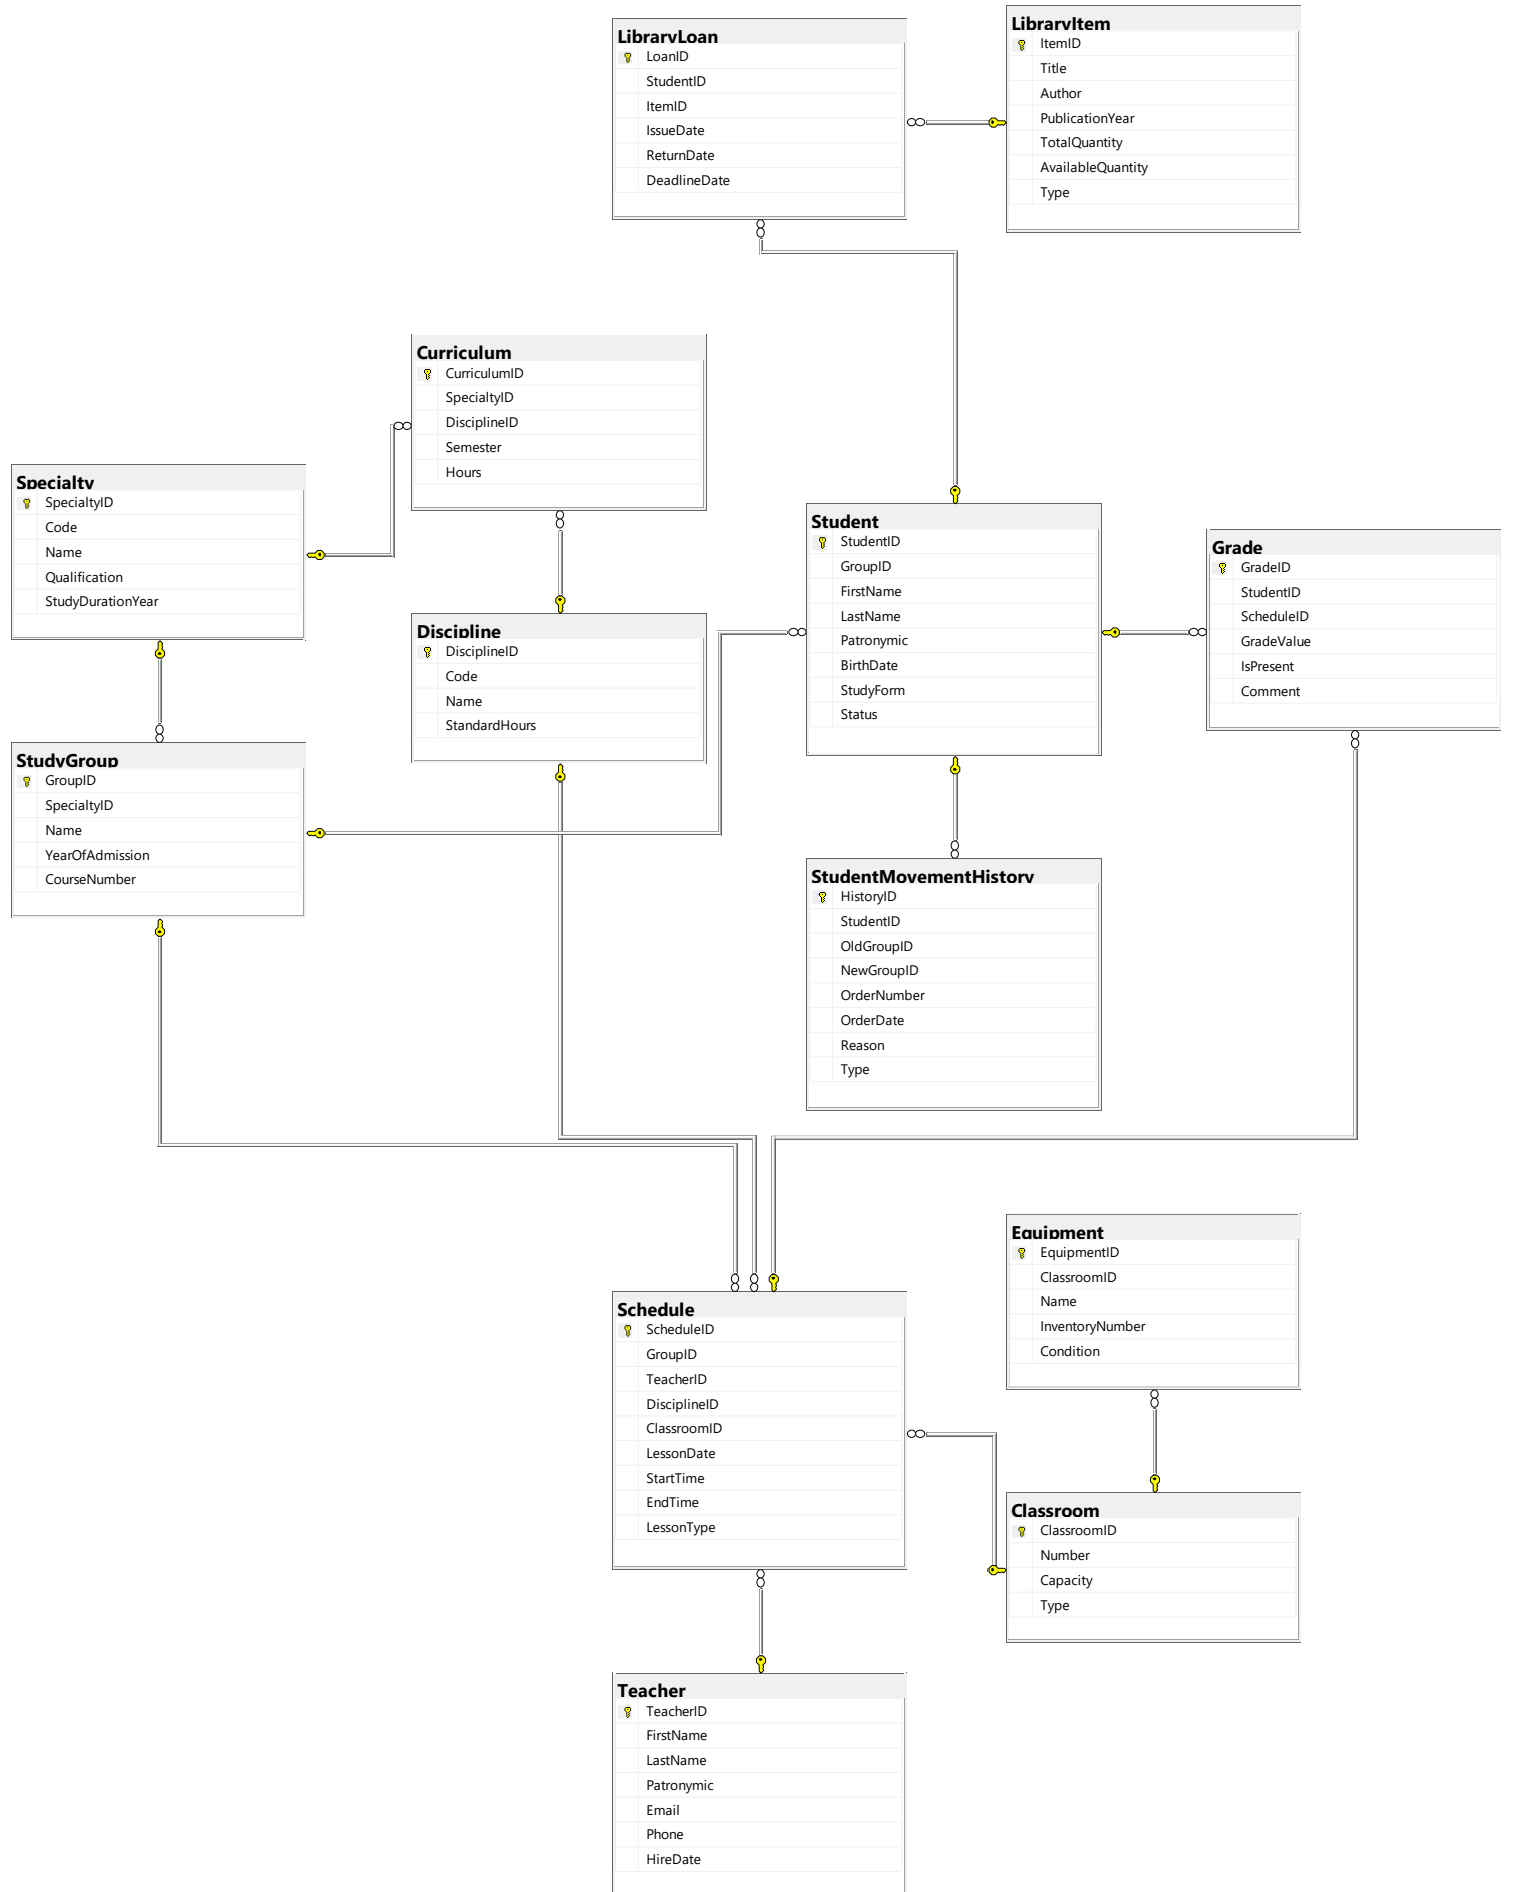 LibraryLoan
LoanID
StudentID
ItemID
IssueDate
ReturnDate
DeadlineDate
LibraryItem
ItemID
Title
Author
PublicationYear
TotalQuantity
AvailableQuantity
Type
Curriculum
CurriculumID
SpecialtyID
DisciplineID
Semester
Hours
Specialty
SpecialtyID
Code
Name
Qualification
StudyDurationYear
Discipline
DisciplineID
Code
Name
StandardHours
Student
StudentID
GroupID
FirstName
LastName
Patronymic
BirthDate
StudyForm
Status
Grade
GradeID
StudentID
ScheduleID
GradeValue
IsPresent
Comment
StudyGroup
GroupID
SpecialtyID
Name
YearOfAdmission
CourseNumber
StudentMovementHistory
HistoryID
StudentID
OldGroupID
NewGroupID
OrderNumber
OrderDate
Reason
Type
Schedule
ScheduleID
GroupID
TeacherID
DisciplineID
ClassroomID
LessonDate
StartTime
EndTime
LessonType
Equipment
EquipmentID
ClassroomID
Name
InventoryNumber
Condition
Classroom
ClassroomID
Number
Capacity
Type
Teacher
TeacherID
FirstName
LastName
Patronymic
Email
Phone
HireDate